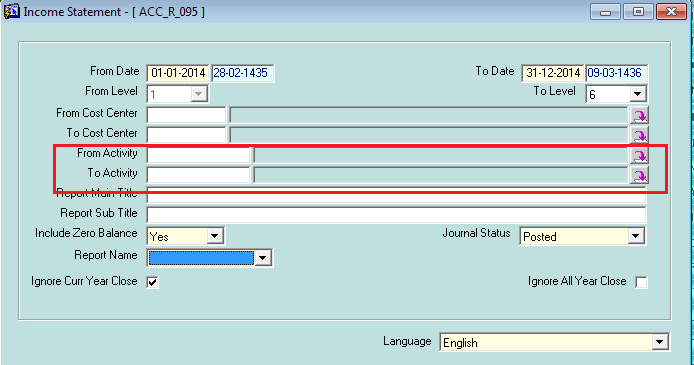 Income Statement - [ ACC_R_095 ]
From Date 01-01-2014 28-02-1435 To Date 31-12-2014 09-03-1436
From Level 1 To Level 6
From Cost Center
To Cost Center
From Activity
To Activity
Report Main Title
Report Sub Title
Include Zero Balance Yes Journal Status Posted
Report Name
Ignore Curr Year Close Ignore All Year Close
Language English